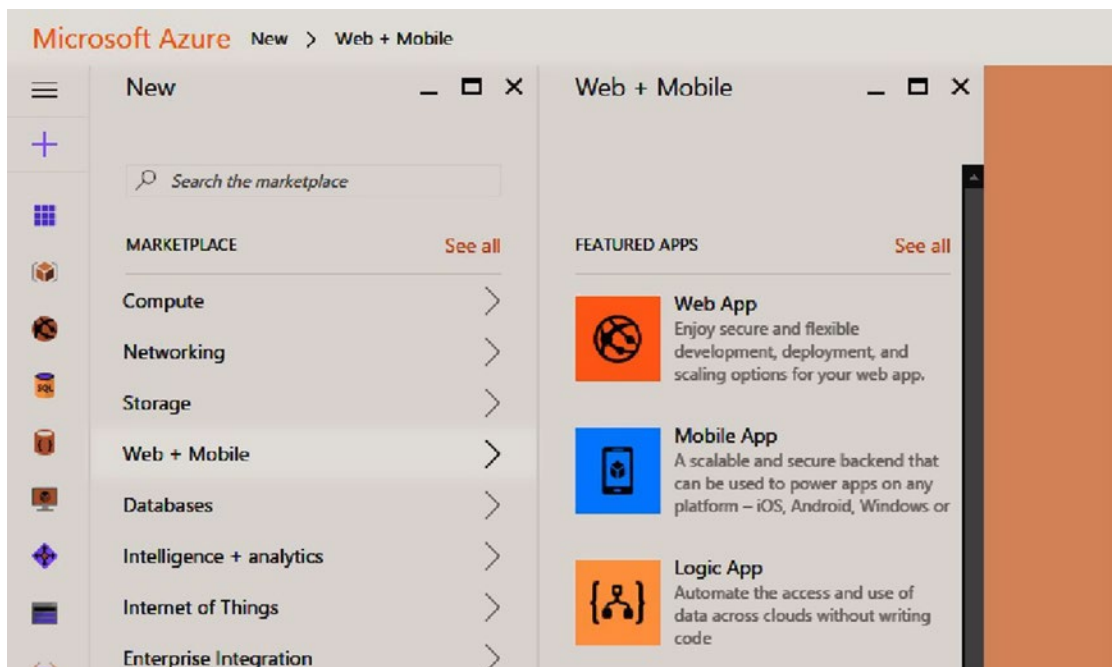 Microsoft Azure New > Web + Mobile
New
Search the marketplace
MARKETPLACE See all
Compute
Networking
Storage
Web + Mobile
Databases
Intelligence + analytics
Internet of Things
Enterprise Integration
Web + Mobile
FEATURED APPS See all
Web App
Enjoy secure and flexible
development, deployment, and
scaling options for your web app.
Mobile App
A scalable and secure backend that
can be used to power apps on any
platform – iOS, Android, Windows or
Logic App
Automate the access and use of
data across clouds without writing
code
SQL